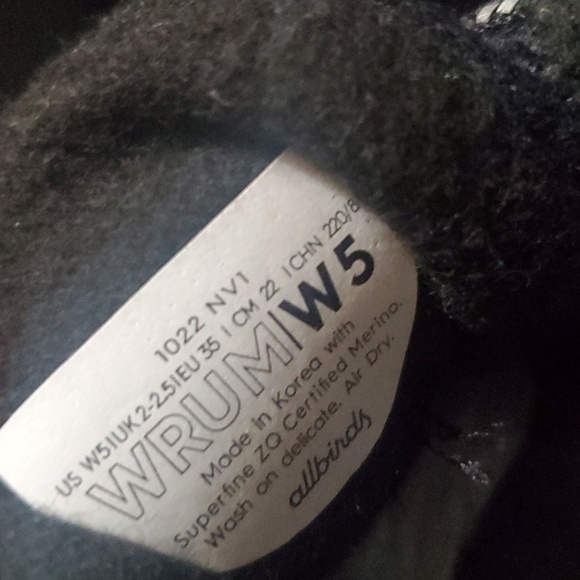 1022 NV1
US W5 | UK 2-2.5 | EU 35 | CM 22 | CHN 220/8
WRUM | W5
Made in Korea with
Superfine ZQ Certified Merino.
Wash on delicate. Air Dry.
allbirds